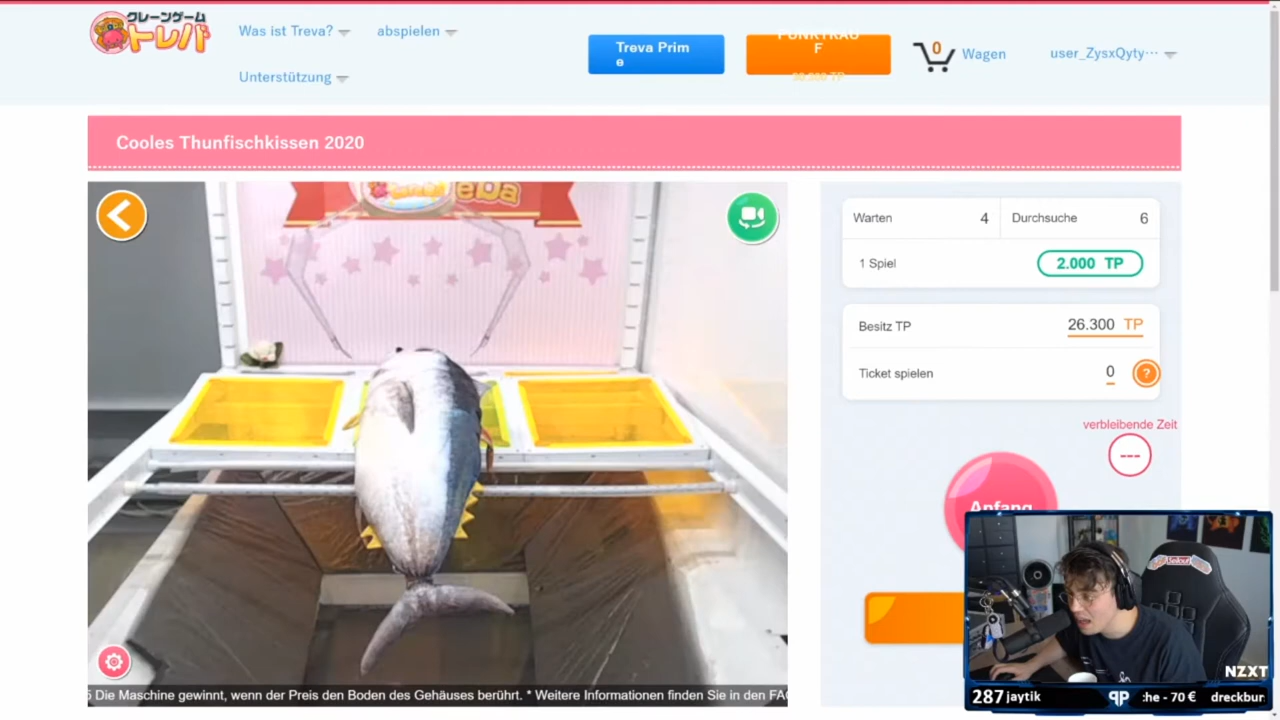 クレーンゲーム
トレバ
Was ist Treva?
abspielen
Treva Prim
e
PUNKTKAUF
F
0
Wagen
user_ZysxQyty···
Unterstützung
Cooles Thunfischkissen 2020
eba
Warten 4
Durchsuche 6
1 Spiel 2.000 TP
Besitz TP 26.300 TP
Ticket spielen 0 ?
verbleibende Zeit
---
Anfang
NZXT
Die Maschine gewinnt, wenn der Preis den Boden des Gehäuses berührt. * Weitere Informationen finden Sie in den FA
287 jaytik
:he - 70 € dreckbur